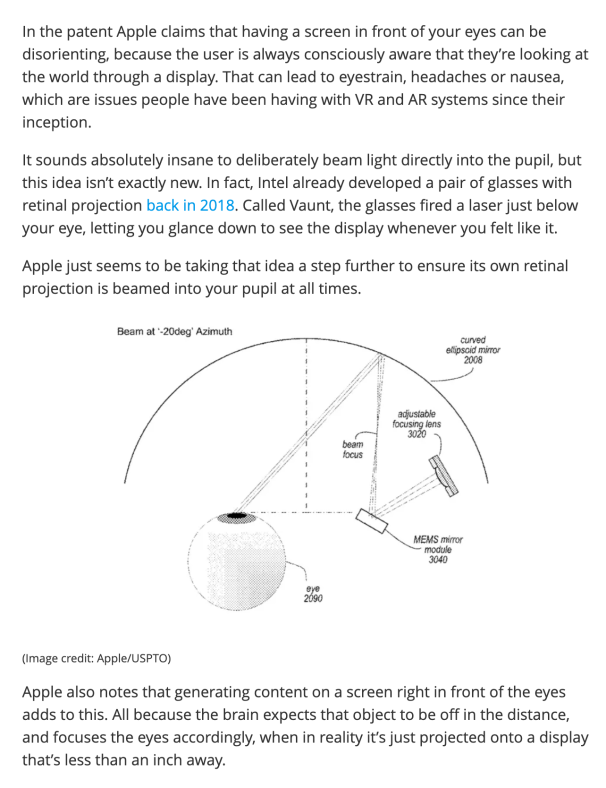 In the patent Apple claims that having a screen in front of your eyes can be
disorienting, because the user is always consciously aware that they’re looking at
the world through a display. That can lead to eyestrain, headaches or nausea,
which are issues people have been having with VR and AR systems since their
inception.
It sounds absolutely insane to deliberately beam light directly into the pupil, but
this idea isn’t exactly new. In fact, Intel already developed a pair of glasses with
retinal projection back in 2018. Called Vaunt, the glasses fired a laser just below
your eye, letting you glance down to see the display whenever you felt like it.
Apple just seems to be taking that idea a step further to ensure its own retinal
projection is beamed into your pupil at all times.
Beam at '-20deg' Azimuth
curved
ellipsoid mirror
2008
adjustable
focusing lens
3020
beam
focus
MEMS mirror
module
3040
eye
2090
(Image credit: Apple/USPTO)
Apple also notes that generating content on a screen right in front of the eyes
adds to this. All because the brain expects that object to be off in the distance,
and focuses the eyes accordingly, when in reality it’s just projected onto a display
that’s less than an inch away.